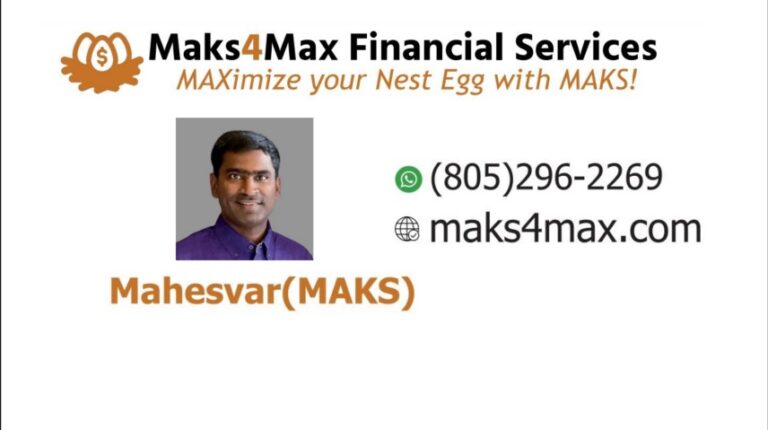 Maks4Max Financial Services
MAXimize your Nest Egg with MAKS!
$
(805)296-2269
maks4max.com
Mahesvar(MAKS)